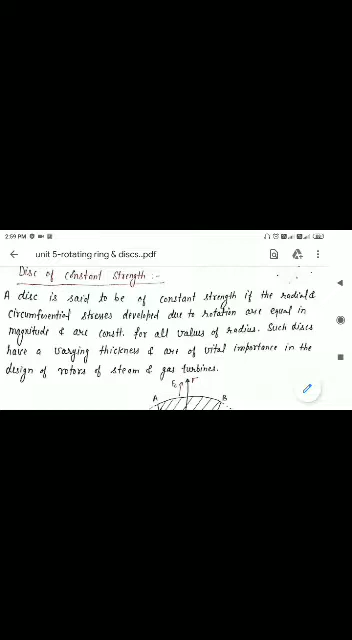 2:59 PM
unit 5-rotating ring & discs..pdf
Disc of Constant Strength :-
A disc is said to be of constant strength if the radial &
circumferential stresses developed due to rotation are equal in
magnitude & are constt. for all values of radius. Such discs
have a varying thickness & are of vital importance in the
design of rotors of steam & gas turbines.
F
A
B